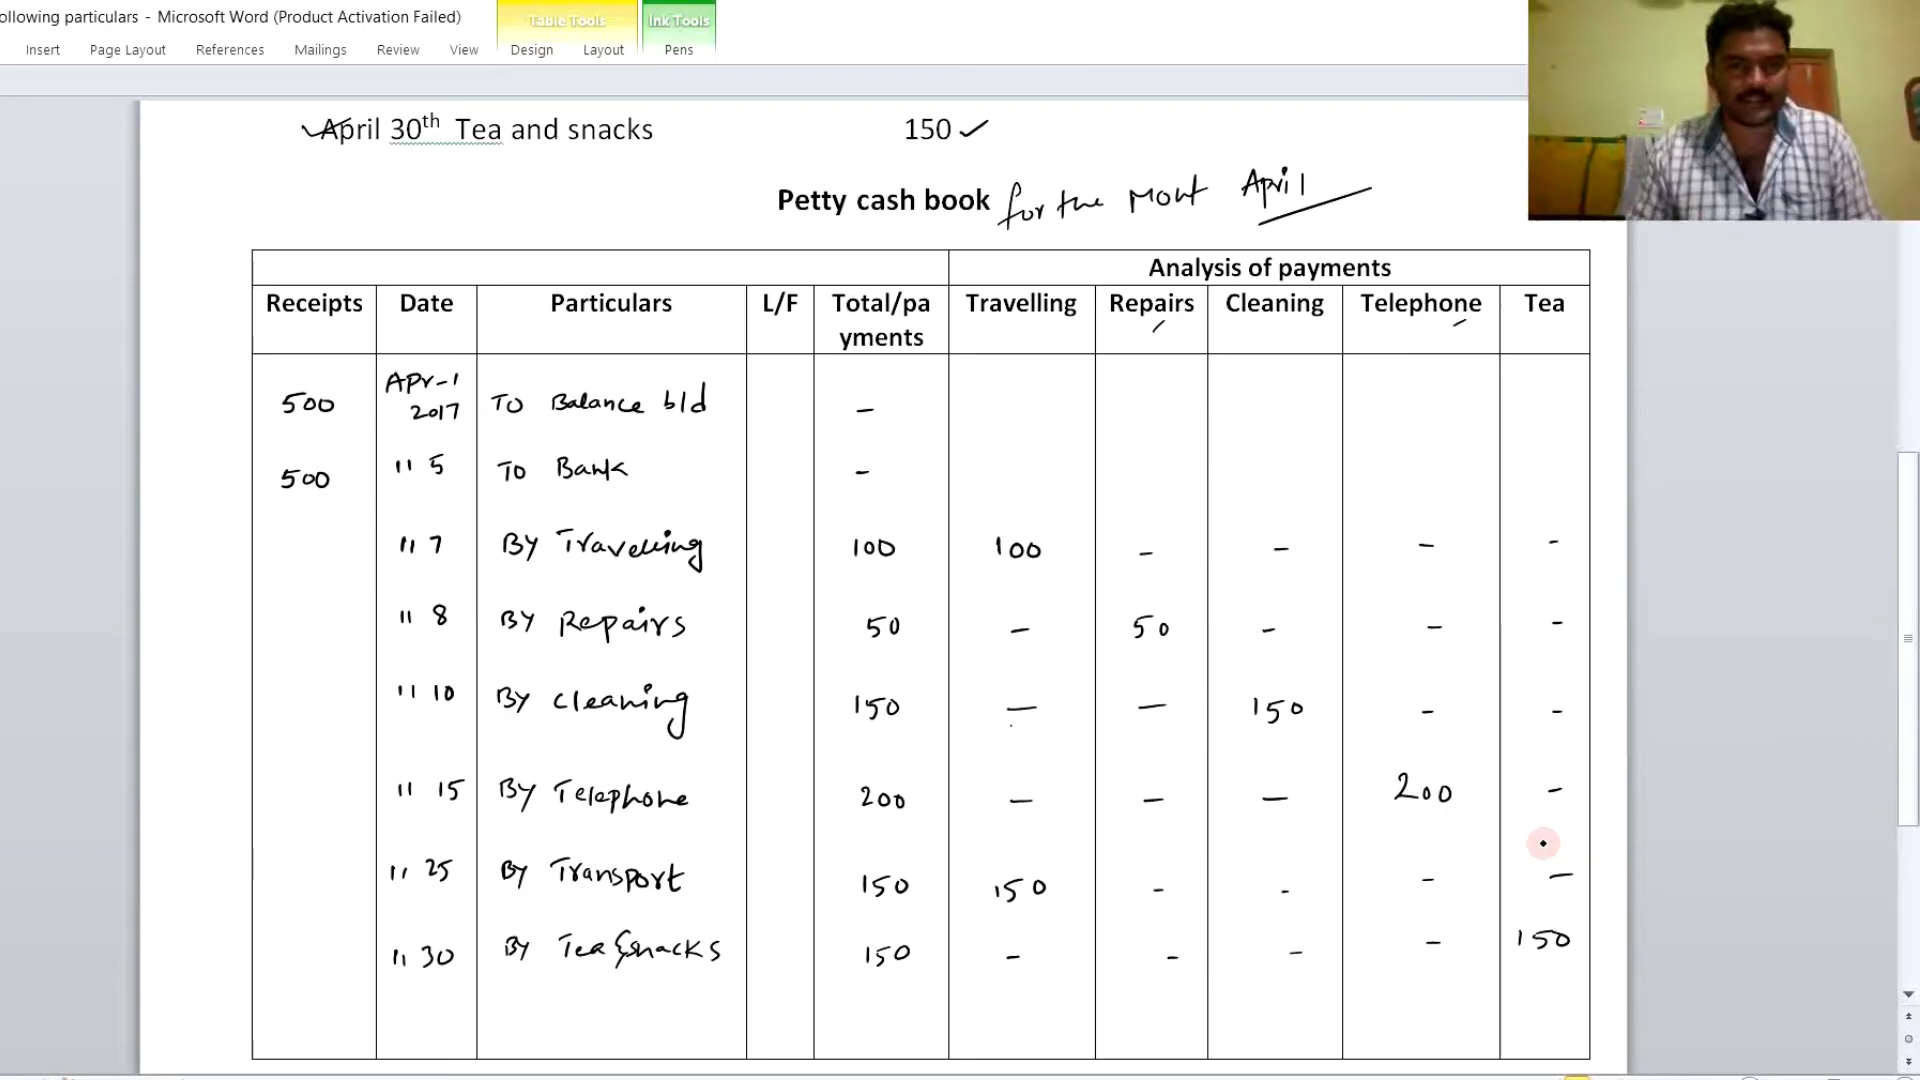 ollowing particulars - Microsoft Word (Product Activation Failed)
Table Tools
Ink Tools
Insert Page Layout References Mailings Review View Design Layout Pens
April 30th Tea and snacks 150
Petty cash book for the Mont April
Analysis of payments
Receipts Date Particulars L/F Total/pa Travelling Repairs Cleaning Telephone Tea
yments
500 Apr-1 2017 To Balance b/d -
500 " 5 To Bank -
" 7 By Travelling 100 100 - - - -
" 8 By Repairs 50 - 50 - - -
" 10 By Cleaning 150 - - 150 - -
" 15 By Telephone 200 - - - 200 -
" 25 By Transport 150 150 - - - -
" 30 By Tea & snacks 150 - - - - 150